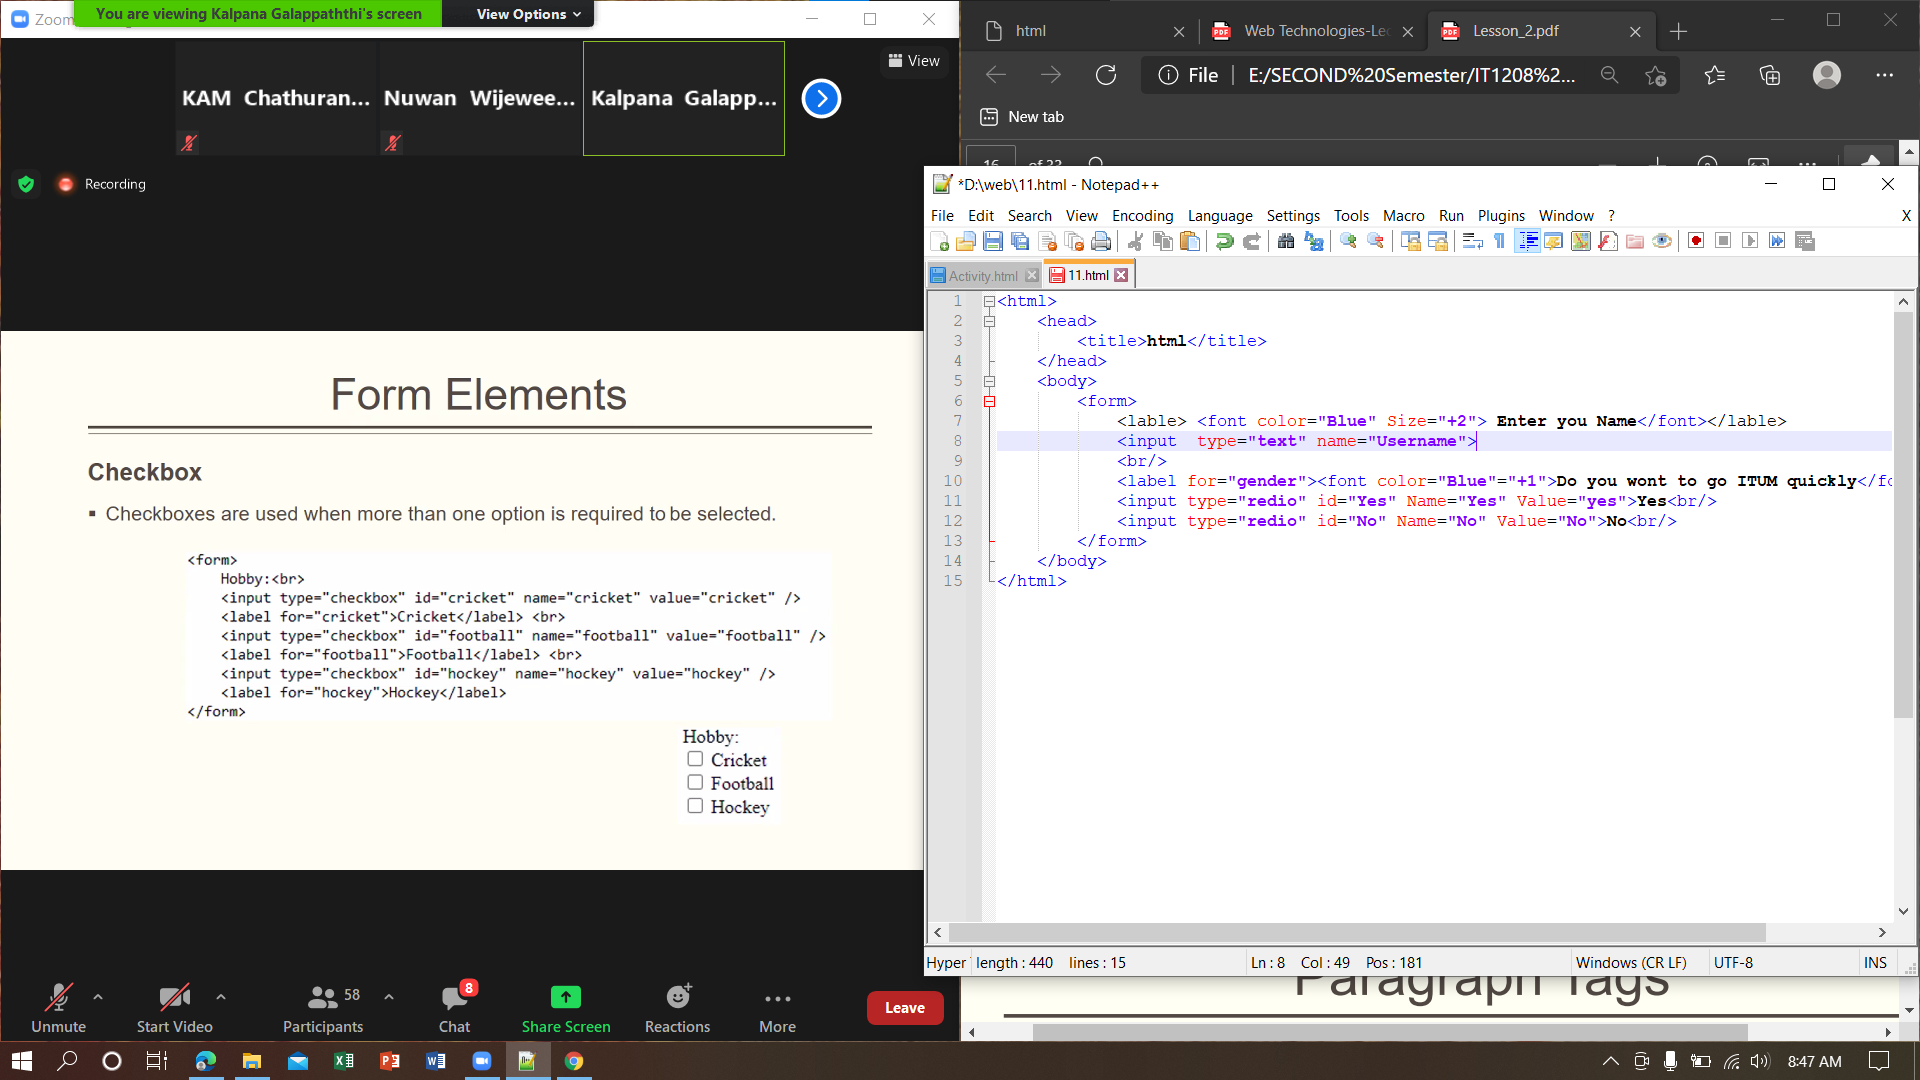 Zoom
You are viewing Kalpana Galappaththi's screen
View Options
View
KAM Chathuran...
Nuwan Wijewee...
Kalpana Galapp...
Recording
Form Elements
Checkbox
▪ Checkboxes are used when more than one option is required to be selected.
<form>
Hobby:<br>
<input type="checkbox" id="cricket" name="cricket" value="cricket" />
<label for="cricket">Cricket</label> <br>
<input type="checkbox" id="football" name="football" value="football" />
<label for="football">Football</label> <br>
<input type="checkbox" id="hockey" name="hockey" value="hockey" />
<label for="hockey">Hockey</label>
</form>
Hobby:
Cricket
Football
Hockey
Unmute
Start Video
58
Participants
8
Chat
Share Screen
Reactions
More
Leave
html
Web Technologies-Lec
Lesson_2.pdf
File
E:/SECOND%20Semester/IT1208%2...
New tab
16 of 33
*D:\web\11.html - Notepad++
File Edit Search View Encoding Language Settings Tools Macro Run Plugins Window ? X
Activity.html
11.html
1 <html>
2 <head>
3 <title>html</title>
4 </head>
5 <body>
6 <form>
7 <lable> <font color="Blue" Size="+2"> Enter you Name</font></lable>
8 <input  type="text" name="Username">
9 <br/>
10 <label for="gender"><font color="Blue"="+1">Do you wont to go ITUM quickly</fo
11 <input type="redio" id="Yes" Name="Yes" Value="yes">Yes<br/>
12 <input type="redio" id="No" Name="No" Value="No">No<br/>
13 </form>
14 </body>
15 </html>
Hyper length : 440 lines : 15 Ln : 8 Col : 49 Pos : 181 Windows (CR LF) UTF-8 INS
Paragraph Tags
8:47 AM